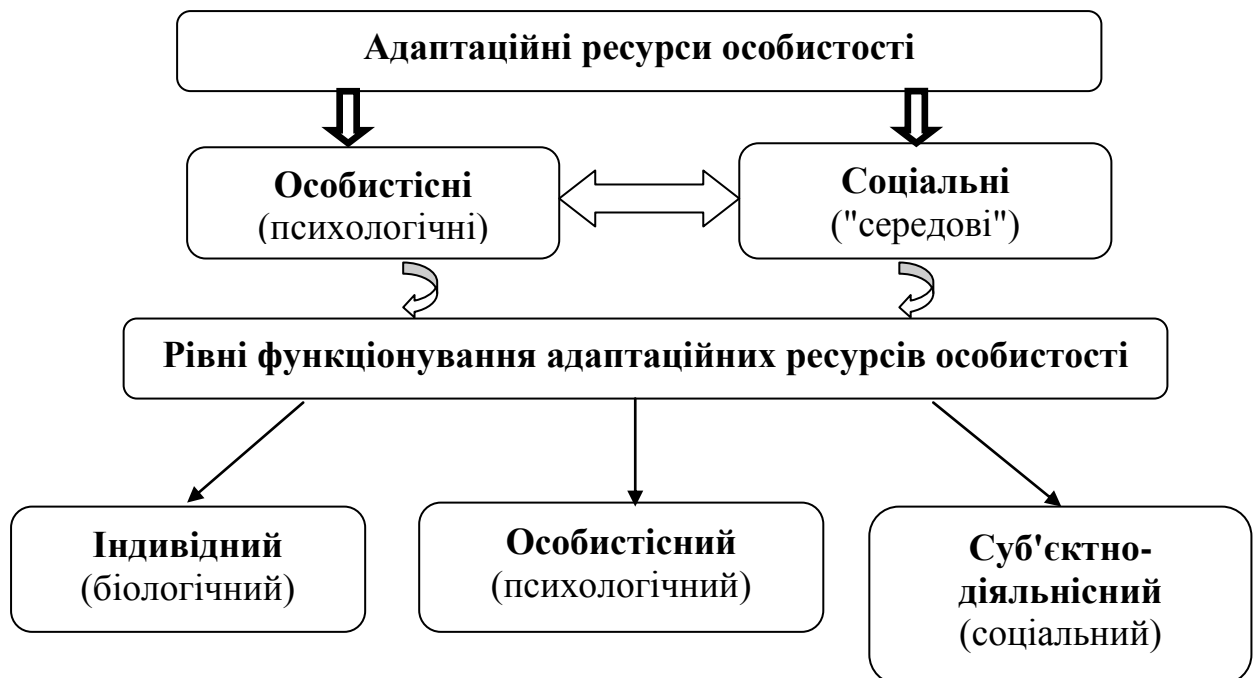 Адаптаційні ресурси особистості
Особистісні
(психологічні)
Соціальні
("середові")
Рівні функціонування адаптаційних ресурсів особистості
Індивідний
(біологічний)
Особистісний
(психологічний)
Суб'єктно-
діяльнісний
(соціальний)